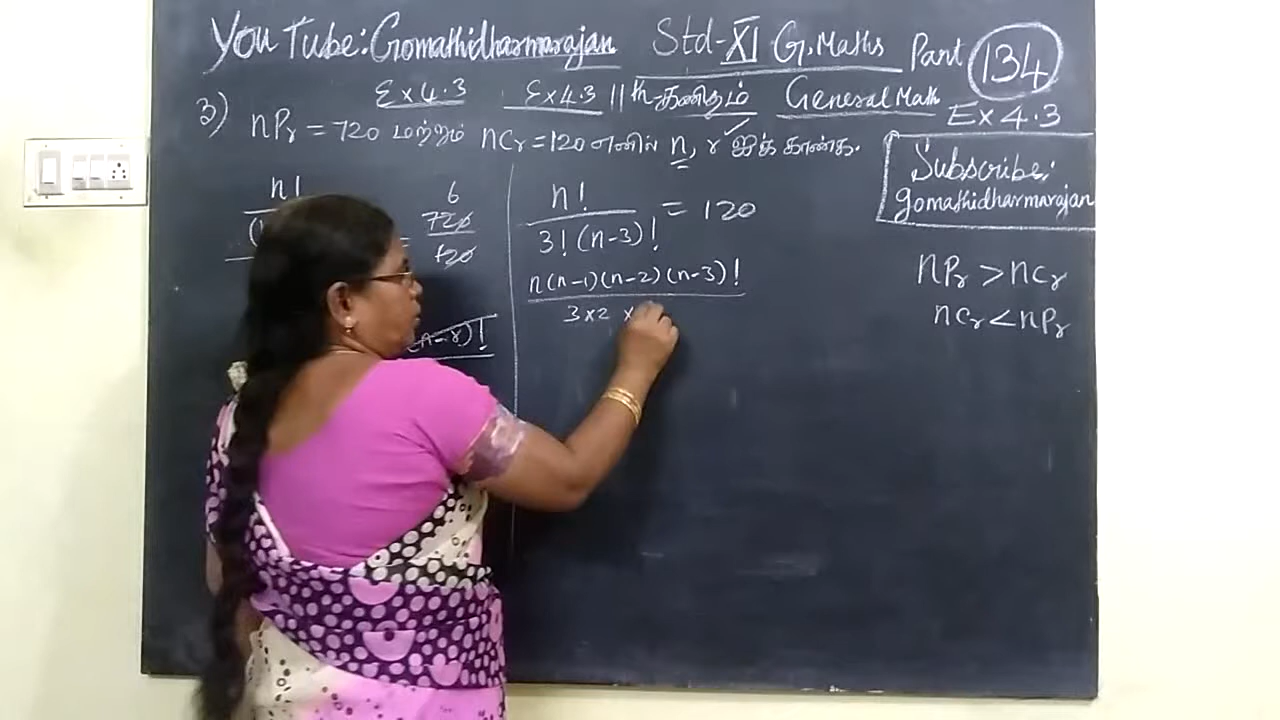 You Tube: Gomathidharmarajan Std-XI G.Maths Part 134
Ex 4.3 Ex 4.3 11th-கணிதம் General Math Ex 4.3
3) nPr = 720 மற்றும் nCr = 120 எனில் n, r ஐக் காண்க.
Subscribe:
gomathidharmarajan
n!
=
6
720
120
(n-r)!
n!
3! (n-3)! = 120
n(n-1)(n-2)(n-3)!
3×2 ×
nPr > nCr
nCr < nPr